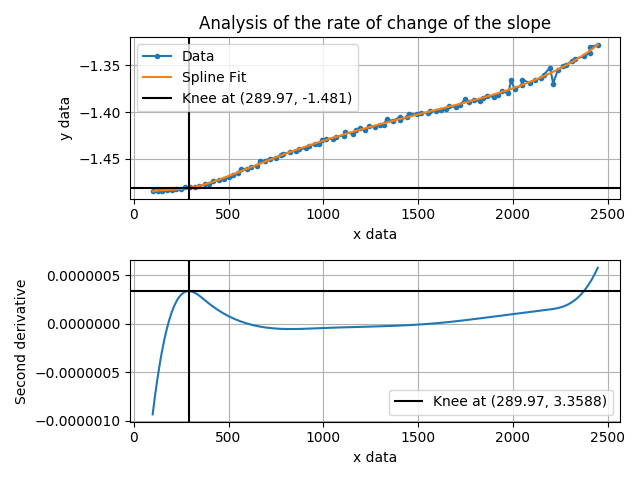 Analysis of the rate of change of the slope
Data
Spline Fit
Knee at (289.97, -1.481)
y data
−1.35
−1.40
−1.45
0 500 1000 1500 2000 2500
x data
Second derivative
0.0000005
0.0000000
−0.0000005
−0.0000010
Knee at (289.97, 3.3588)
0 500 1000 1500 2000 2500
x data